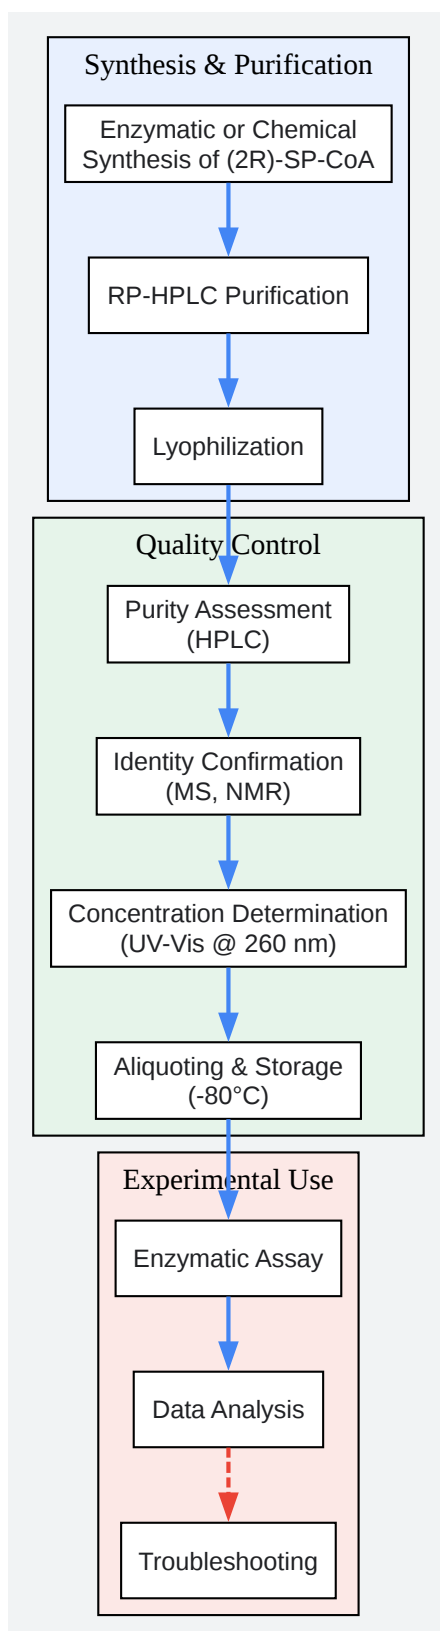 Synthesis & Purification
Enzymatic or Chemical
Synthesis of (2R)-SP-CoA
RP-HPLC Purification
Lyophilization
Quality Control
Purity Assessment
(HPLC)
Identity Confirmation
(MS, NMR)
Concentration Determination
(UV-Vis @ 260 nm)
Aliquoting & Storage
(-80°C)
Experimental Use
Enzymatic Assay
Data Analysis
Troubleshooting